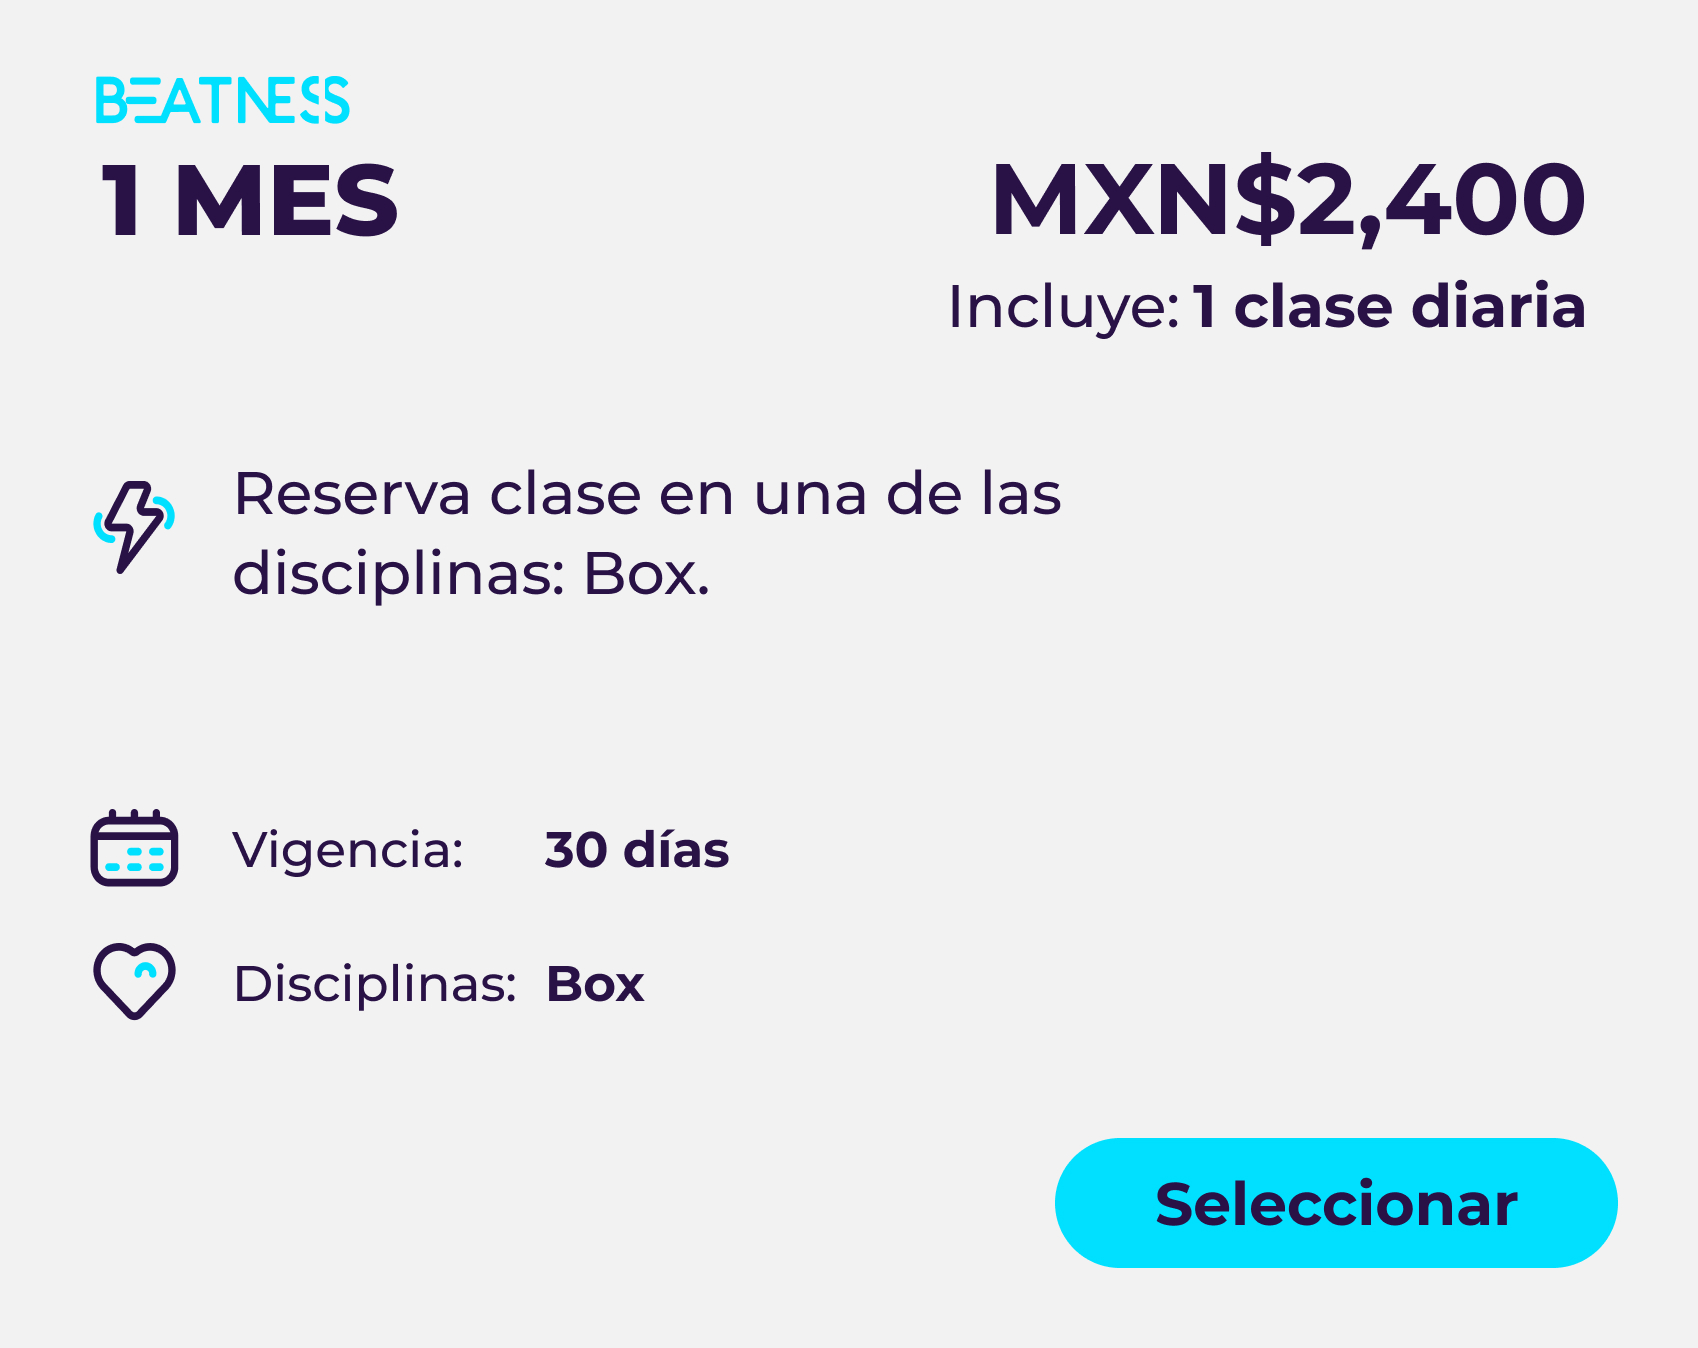 BEATNESS
1 MES
MXN$2,400
Incluye: 1 clase diaria
Reserva clase en una de las
disciplinas: Box.
Vigencia: 30 días
Disciplinas: Box
Seleccionar